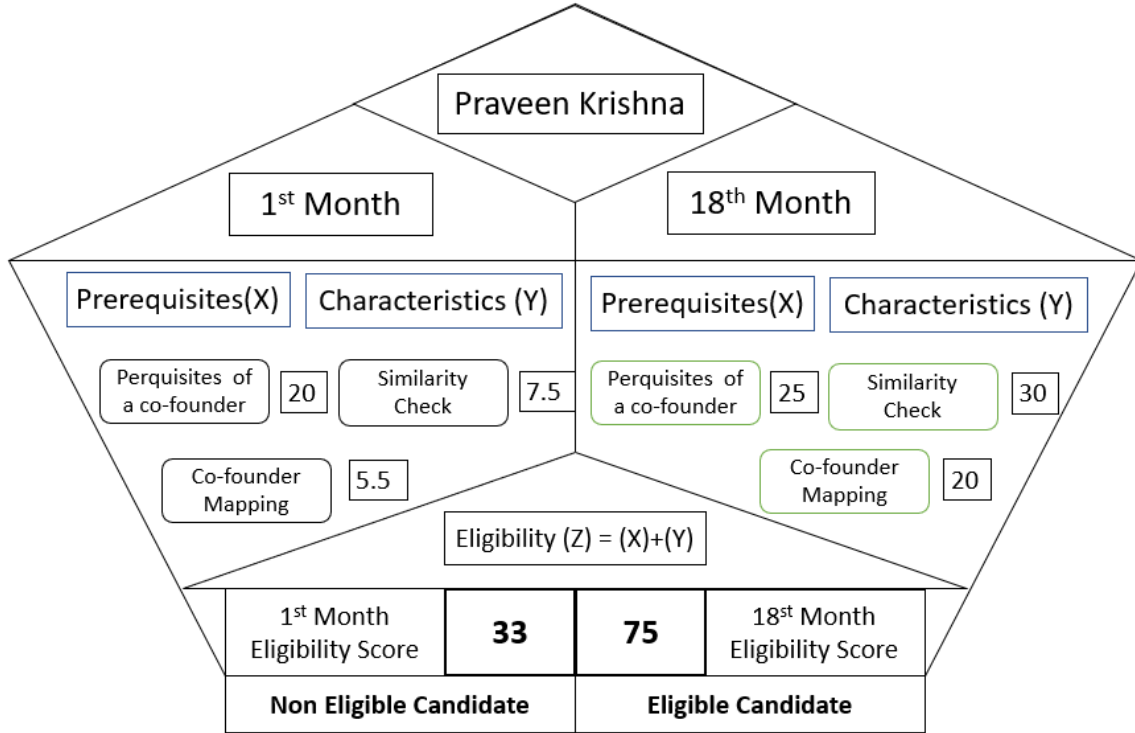 Praveen Krishna
1st Month
18th Month
Prerequisites(X)
Characteristics (Y)
Prerequisites(X)
Characteristics (Y)
Perquisites of
a co-founder
20
Similarity
Check
7.5
Perquisites of
a co-founder
25
Similarity
Check
30
Co-founder
Mapping
5.5
Co-founder
Mapping
20
Eligibility (Z) = (X)+(Y)
1st Month
Eligibility Score
33
75
18st Month
Eligibility Score
Non Eligible Candidate
Eligible Candidate